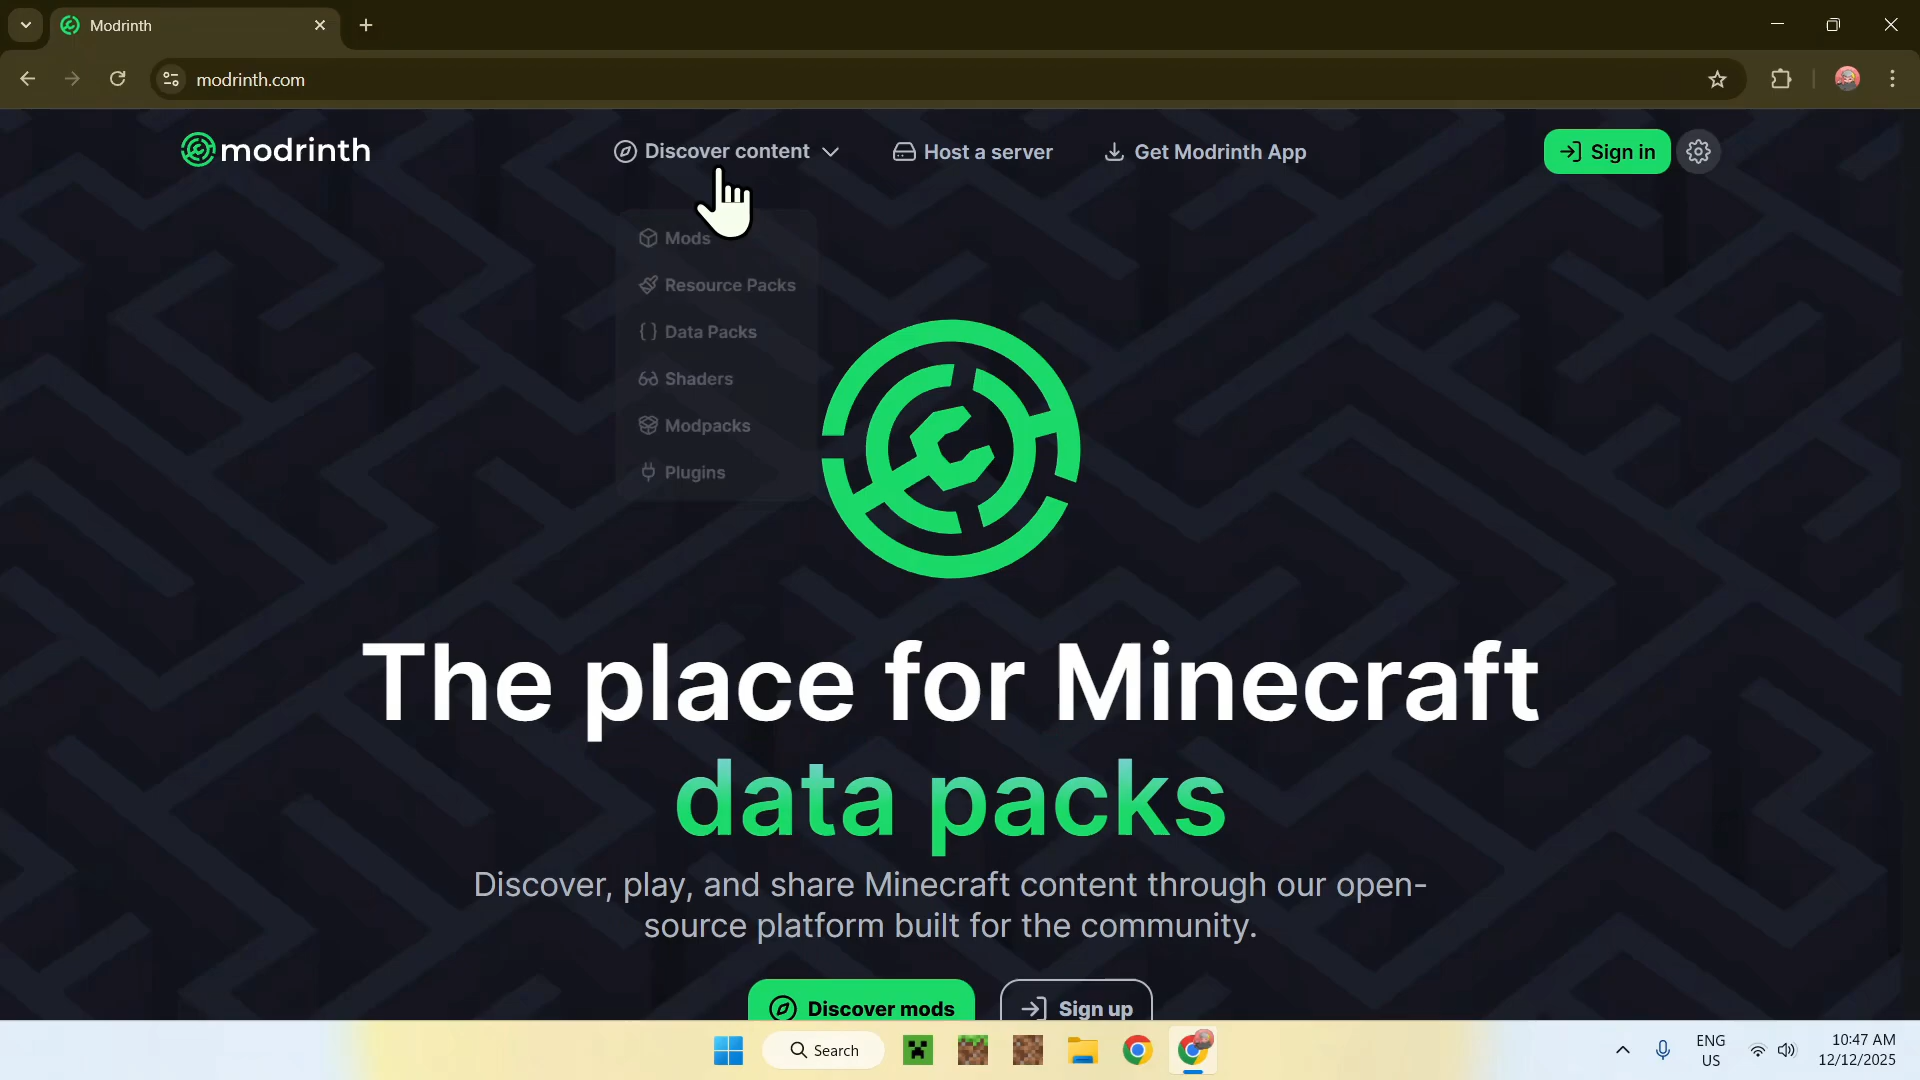 Modrinth
modrinth.com
modrinth
Discover content
Host a server
Get Modrinth App
Sign in
Mods
Resource Packs
Data Packs
Shaders
Modpacks
Plugins
The place for Minecraft
data packs
Discover, play, and share Minecraft content through our open-
source platform built for the community.
Discover mods
Sign up
Search
ENG
US
10:47 AM
12/12/2025